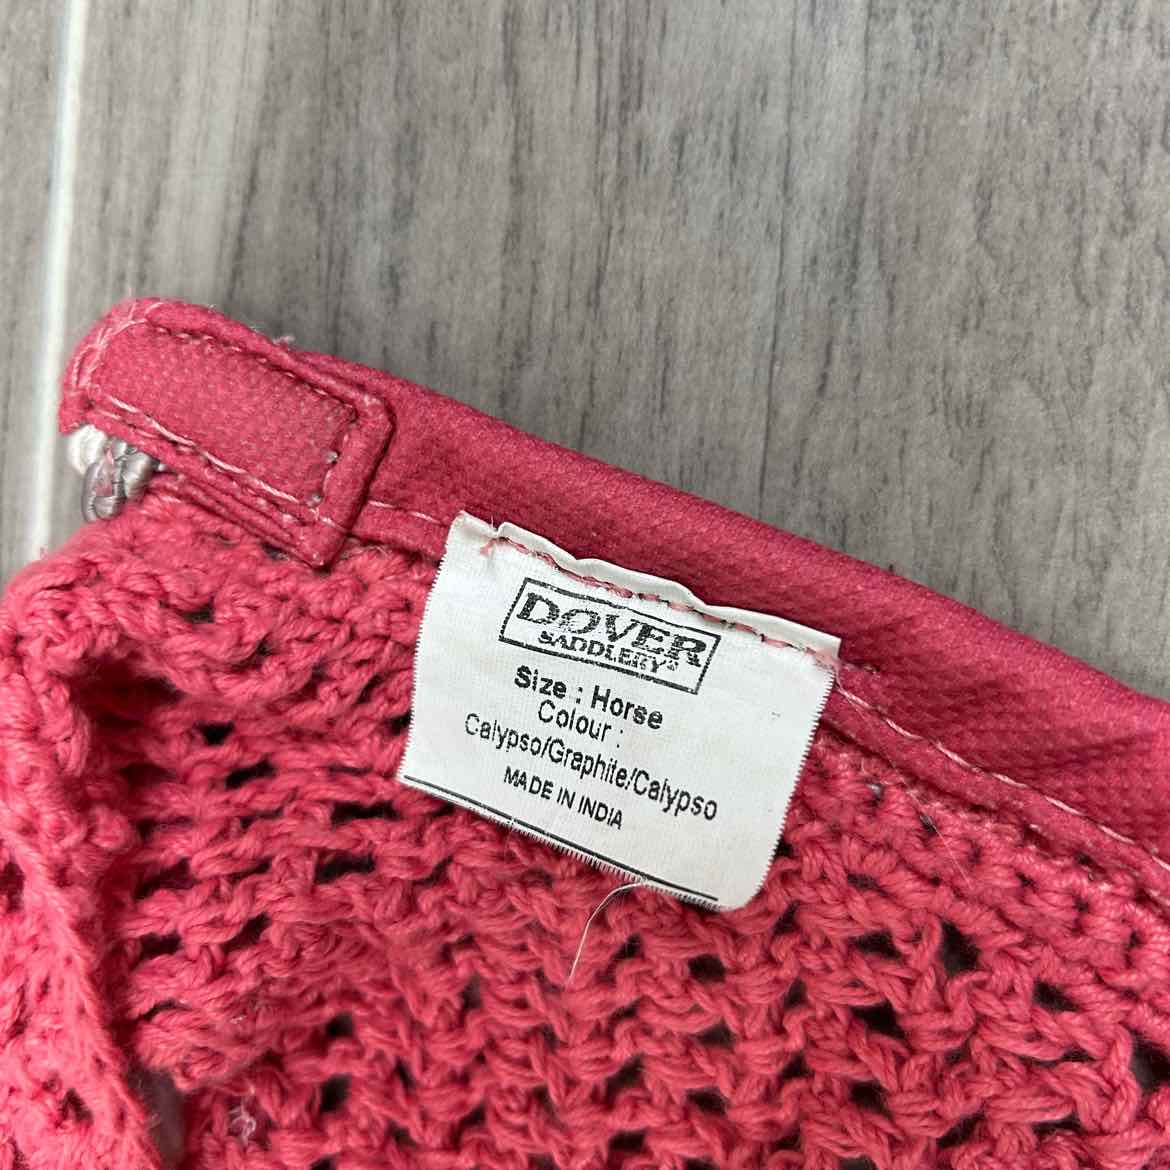 DOVER
SADDLERY®
Size : Horse
Colour :
Calypso/Graphite/Calypso
MADE IN INDIA